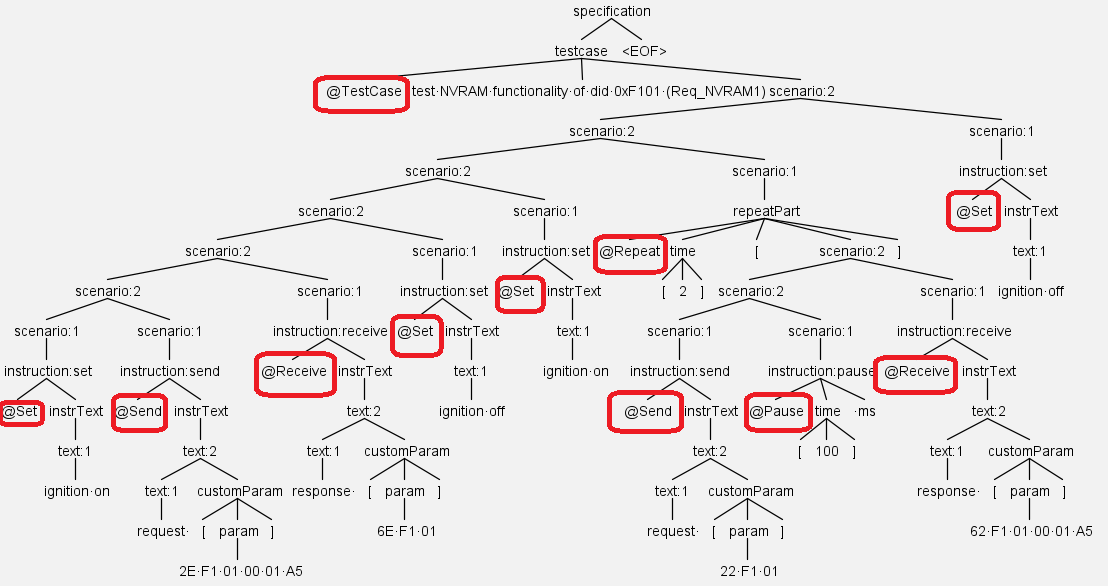 specification
testcase <EOF>
@TestCase test·NVRAM·functionality·of·did·0xF101·(Req_NVRAM1) scenario:2
scenario:2 scenario:1
scenario:2 scenario:1 instruction:set
scenario:2 scenario:1 repeatPart @Set instrText
scenario:2 scenario:1 instruction:set @Repeat time [ scenario:2 ] text:1
scenario:2 scenario:1 instruction:set @Set instrText [ 2 ] scenario:2 scenario:1 ignition·off
scenario:1 scenario:1 instruction:receive @Set instrText text:1 scenario:1 scenario:1 instruction:receive
instruction:set instruction:send @Receive instrText text:1 ignition·on instruction:send instruction:pause @Receive instrText
@Set instrText @Send instrText text:2 ignition·off @Send instrText @Pause time ·ms text:2
text:1 text:2 text:1 customParam text:2 [ 100 ] text:1 customParam
ignition·on text:1 customParam response· [ param ] text:1 customParam response· [ param ]
request· [ param ] 6E·F1·01 request· [ param ] 62·F1·01·00·01·A5
2E·F1·01·00·01·A5 22·F1·01